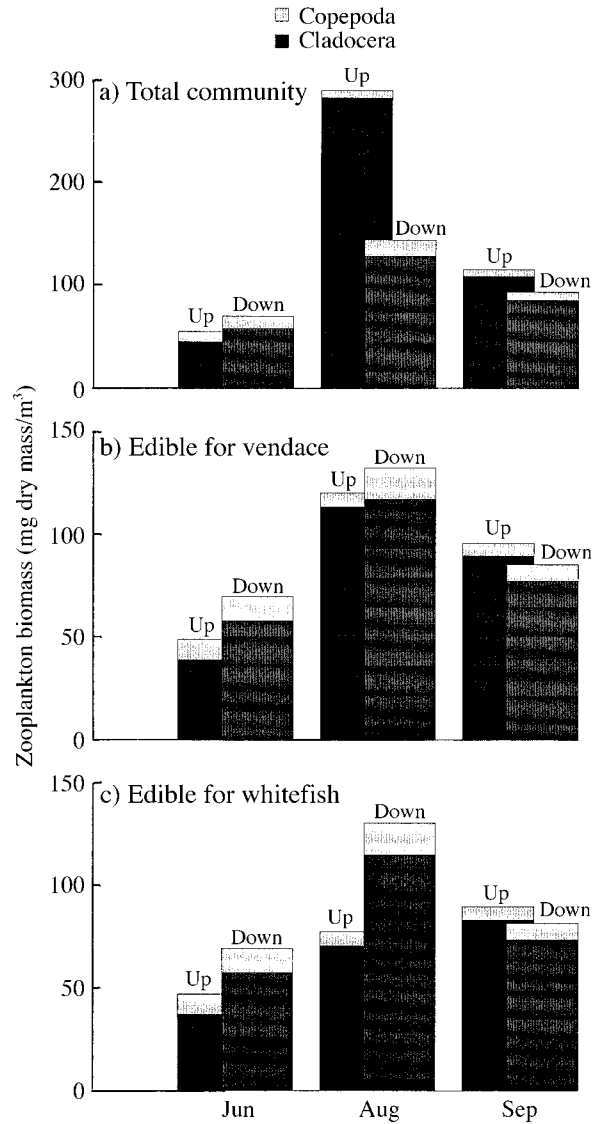 Copepoda
Cladocera
a) Total community
300
200
100
0
Up
Down
Up
Down
Up
Down
Zooplankton biomass (mg dry mass/m³)
b) Edible for vendace
150
100
50
0
Up
Down
Up
Down
Up
Down
c) Edible for whitefish
150
100
50
0
Up
Down
Up
Down
Up
Down
Jun Aug Sep